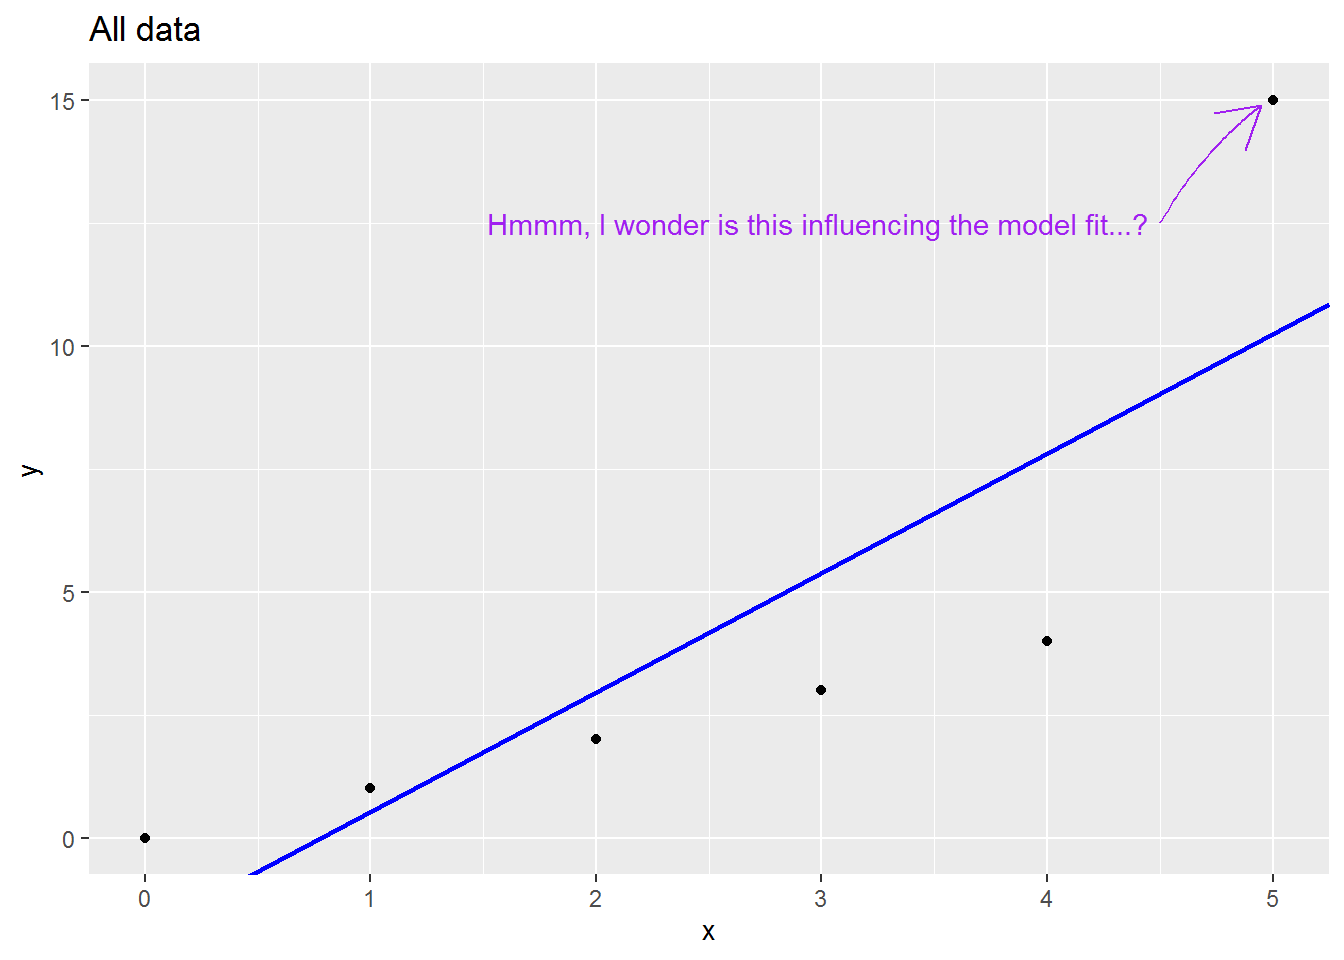 All data
15
Hmmm, I wonder is this influencing the model fit...?
10
y
5
0
0 1 2 3 4 5
x